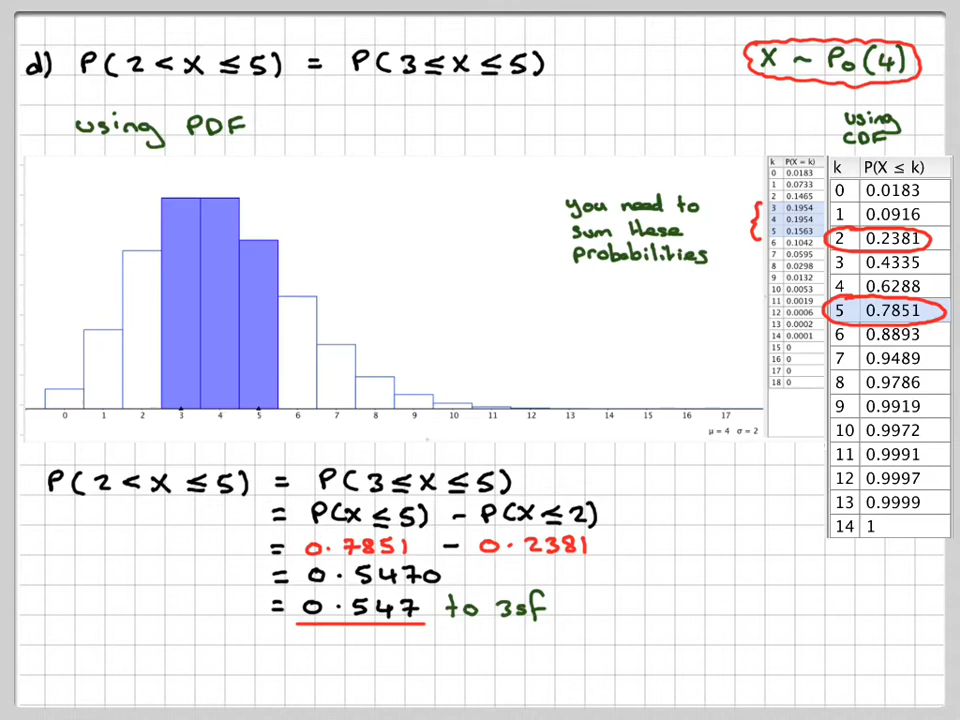 d) P(2 < X ≤ 5) = P(3 ≤ X ≤ 5)
X ~ Po(4)
using PDF
using
CDF
you need to
sum these
probabilities
k P(X = k)
0 0.0183
1 0.0733
2 0.1465
3 0.1954
4 0.1954
5 0.1563
6 0.1042
7 0.0595
8 0.0298
9 0.0132
10 0.0053
11 0.0019
12 0.0006
13 0.0002
14 0.0001
15 0
16 0
17 0
18 0
k P(X ≤ k)
0 0.0183
1 0.0916
2 0.2381
3 0.4335
4 0.6288
5 0.7851
6 0.8893
7 0.9489
8 0.9786
9 0.9919
10 0.9972
11 0.9991
12 0.9997
13 0.9999
14 1
0 1 2 3 4 5 6 7 8 9 10 11 12 13 14 15 16 17
μ = 4 σ = 2
P(2 < X ≤ 5) = P(3 ≤ X ≤ 5)
= P(X ≤ 5) - P(X ≤ 2)
= 0.7851 - 0.2381
= 0.5470
= 0.547 to 3sf